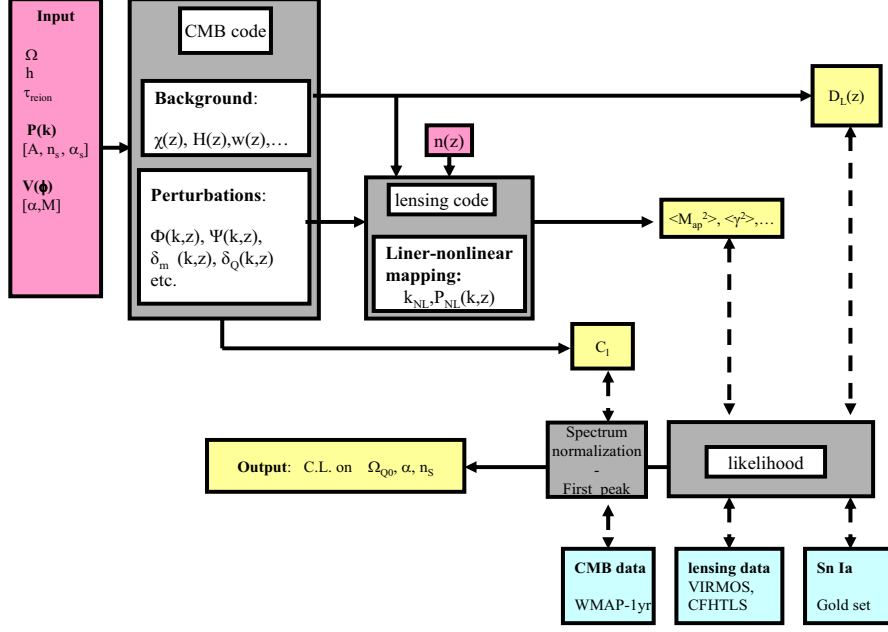 Input
Ω
h
τreion
P(k)
[A, ns, αs]
V(ϕ)
[α,M]
CMB code
Background:
χ(z), H(z),w(z),…
Perturbations:
Φ(k,z), Ψ(k,z),
δm (k,z), δQ(k,z)
etc.
n(z)
lensing code
Liner-nonlinear
mapping:
kNL,PNL(k,z)
DL(z)
<Map²>, <γ²>,…
Cl
Spectrum
normalization
-
First peak
likelihood
Output: C.L. on ΩQ0, α, nS
CMB data
WMAP-1yr
lensing data
VIRMOS,
CFHTLS
Sn Ia
Gold set